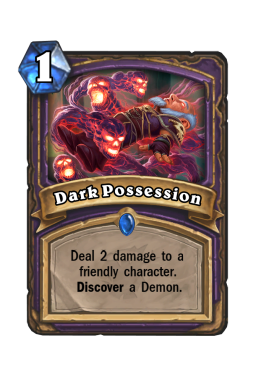 1
Dark Possession
Deal 2 damage to a
friendly character.
Discover a Demon.